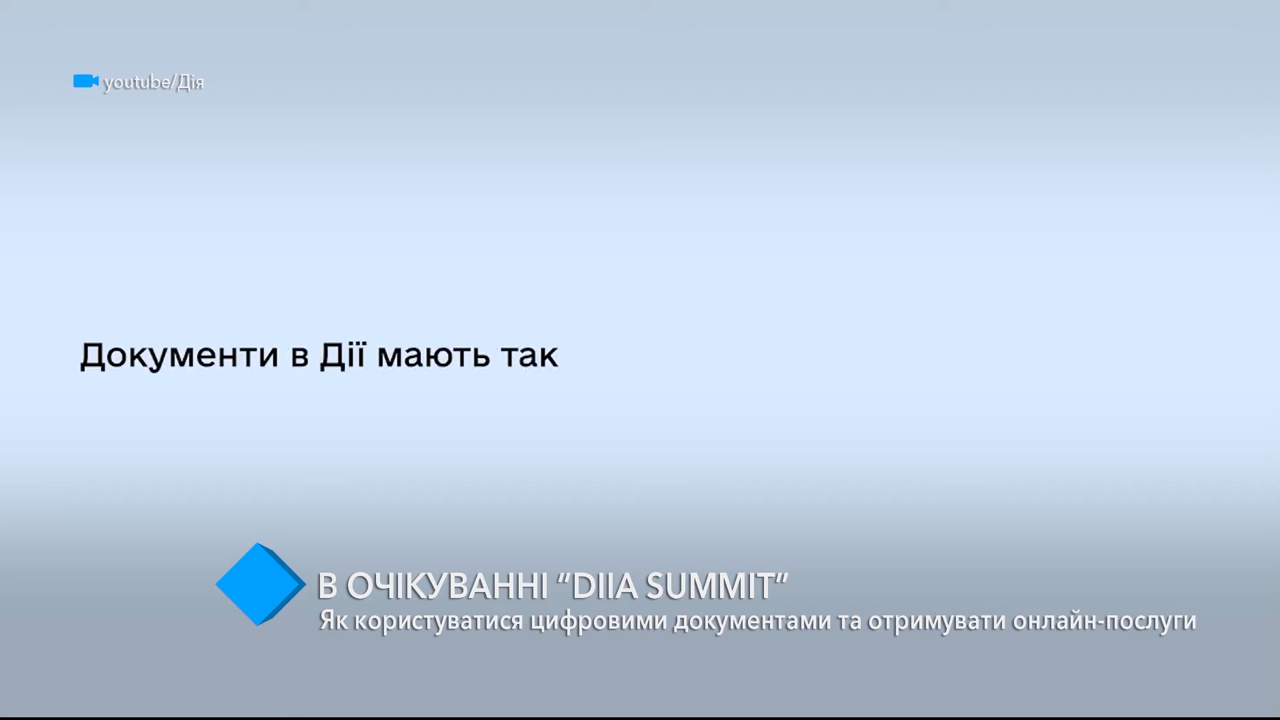 youtube/Дія
Документи в Дії мають так
В ОЧІКУВАННІ “DIIA SUMMIT”
Як користуватися цифровими документами та отримувати онлайн-послуги